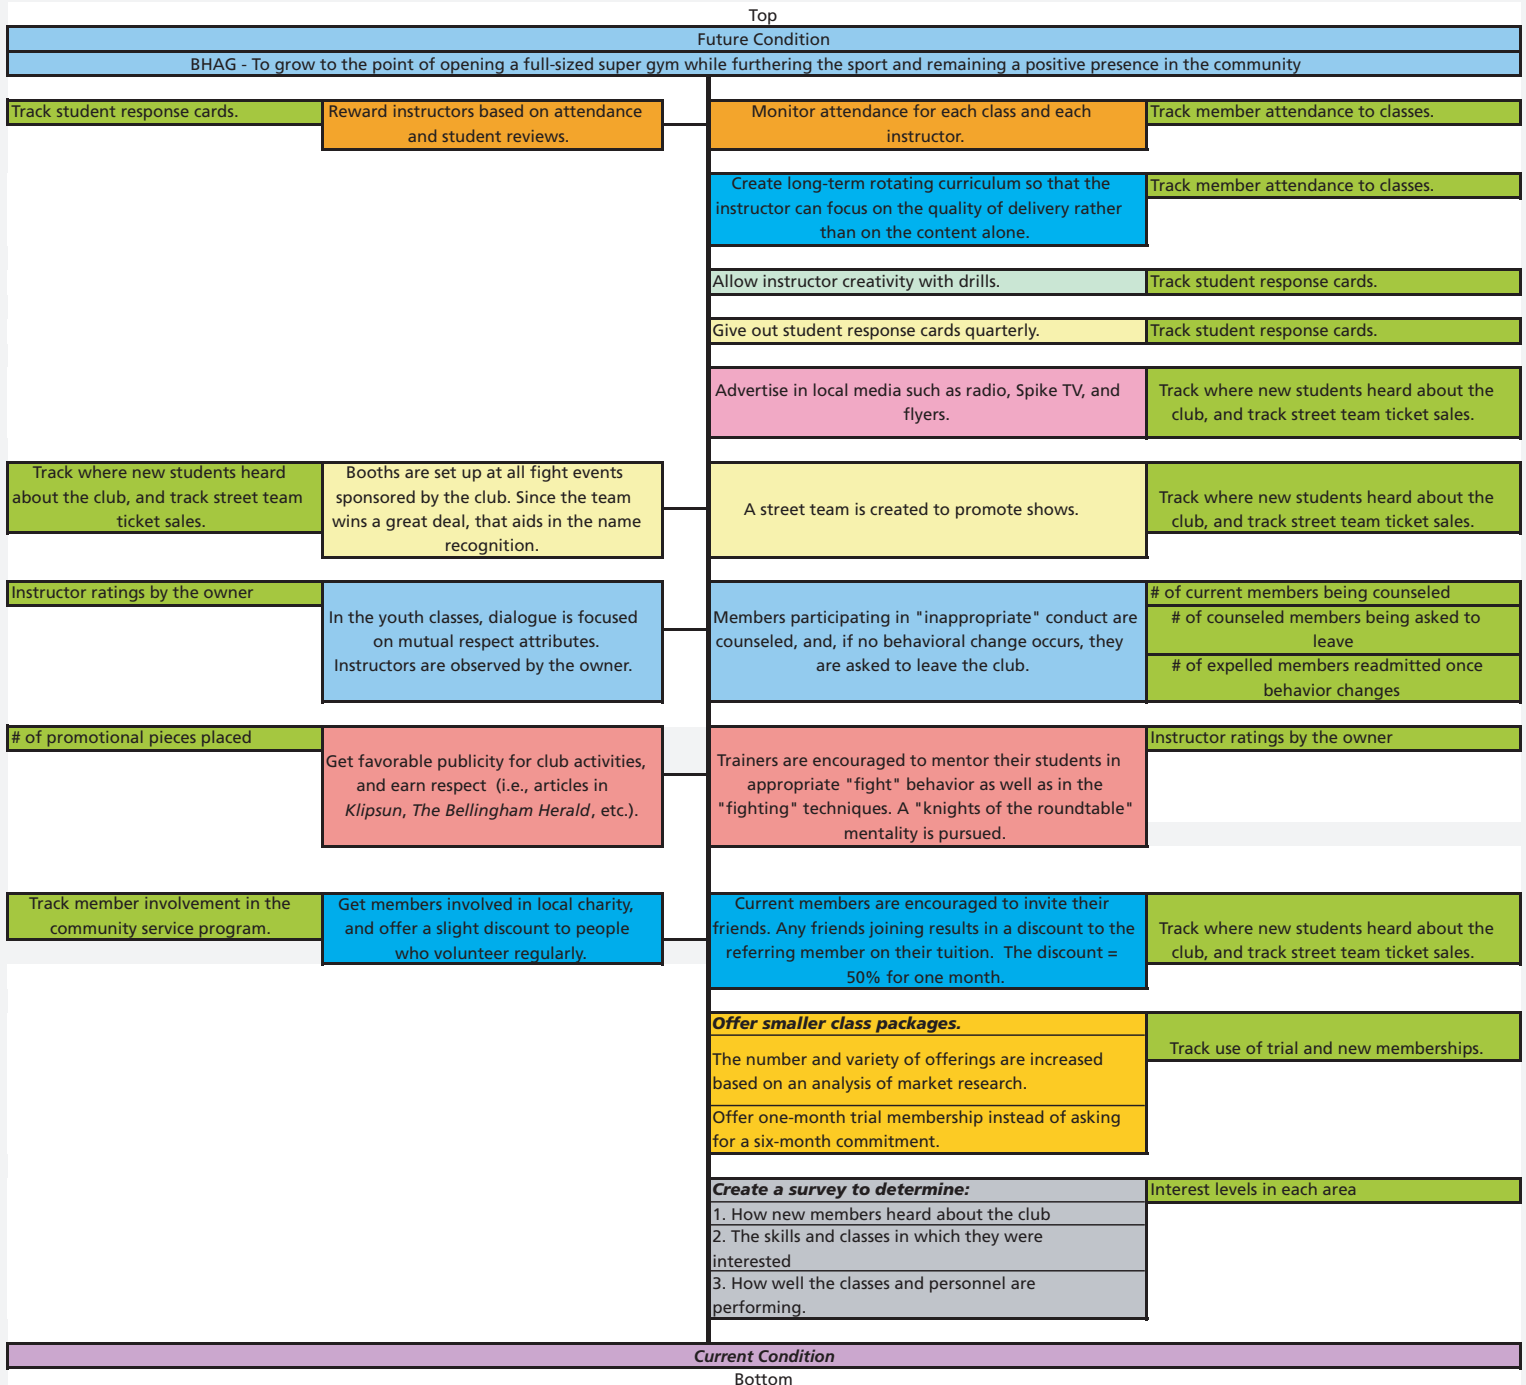 Top
Future Condition
BHAG - To grow to the point of opening a full-sized super gym while furthering the sport and remaining a positive presence in the community
Track student response cards.
Reward instructors based on attendance
and student reviews.
Monitor attendance for each class and each
instructor.
Track member attendance to classes.
Create long-term rotating curriculum so that the
instructor can focus on the quality of delivery rather
than on the content alone.
Track member attendance to classes.
Allow instructor creativity with drills.
Track student response cards.
Give out student response cards quarterly.
Track student response cards.
Advertise in local media such as radio, Spike TV, and
flyers.
Track where new students heard about the
club, and track street team ticket sales.
Track where new students heard
about the club, and track street team
ticket sales.
Booths are set up at all fight events
sponsored by the club. Since the team
wins a great deal, that aids in the name
recognition.
A street team is created to promote shows.
Track where new students heard about the
club, and track street team ticket sales.
Instructor ratings by the owner
In the youth classes, dialogue is focused
on mutual respect attributes.
Instructors are observed by the owner.
Members participating in "inappropriate" conduct are
counseled, and, if no behavioral change occurs, they
are asked to leave the club.
# of current members being counseled
# of counseled members being asked to
leave
# of expelled members readmitted once
behavior changes
# of promotional pieces placed
Get favorable publicity for club activities,
and earn respect (i.e., articles in
Klipsun, The Bellingham Herald, etc.).
Trainers are encouraged to mentor their students in
appropriate "fight" behavior as well as in the
"fighting" techniques. A "knights of the roundtable"
mentality is pursued.
Instructor ratings by the owner
Track member involvement in the
community service program.
Get members involved in local charity,
and offer a slight discount to people
who volunteer regularly.
Current members are encouraged to invite their
friends. Any friends joining results in a discount to the
referring member on their tuition. The discount =
50% for one month.
Track where new students heard about the
club, and track street team ticket sales.
Offer smaller class packages.
The number and variety of offerings are increased
based on an analysis of market research.
Offer one-month trial membership instead of asking
for a six-month commitment.
Track use of trial and new memberships.
Create a survey to determine:
1. How new members heard about the club
2. The skills and classes in which they were
interested
3. How well the classes and personnel are
performing.
Interest levels in each area
Current Condition
Bottom